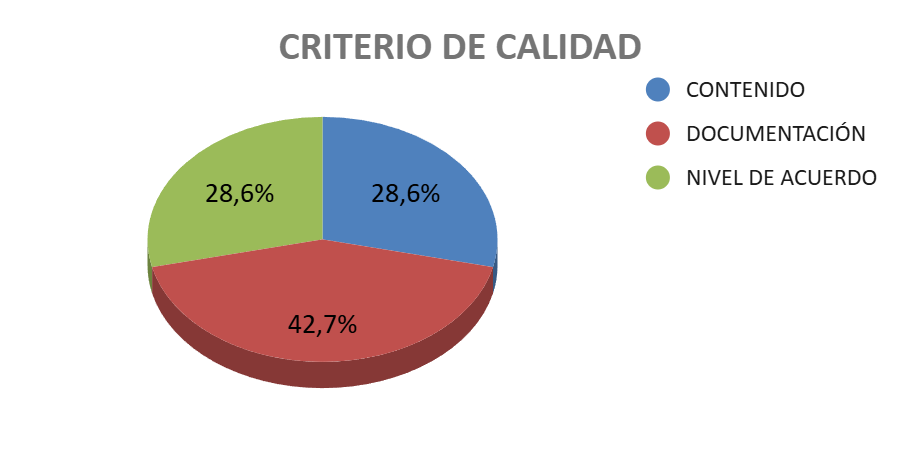 CRITERIO DE CALIDAD
CONTENIDO
DOCUMENTACIÓN
NIVEL DE ACUERDO
28,6%
28,6%
42,7%